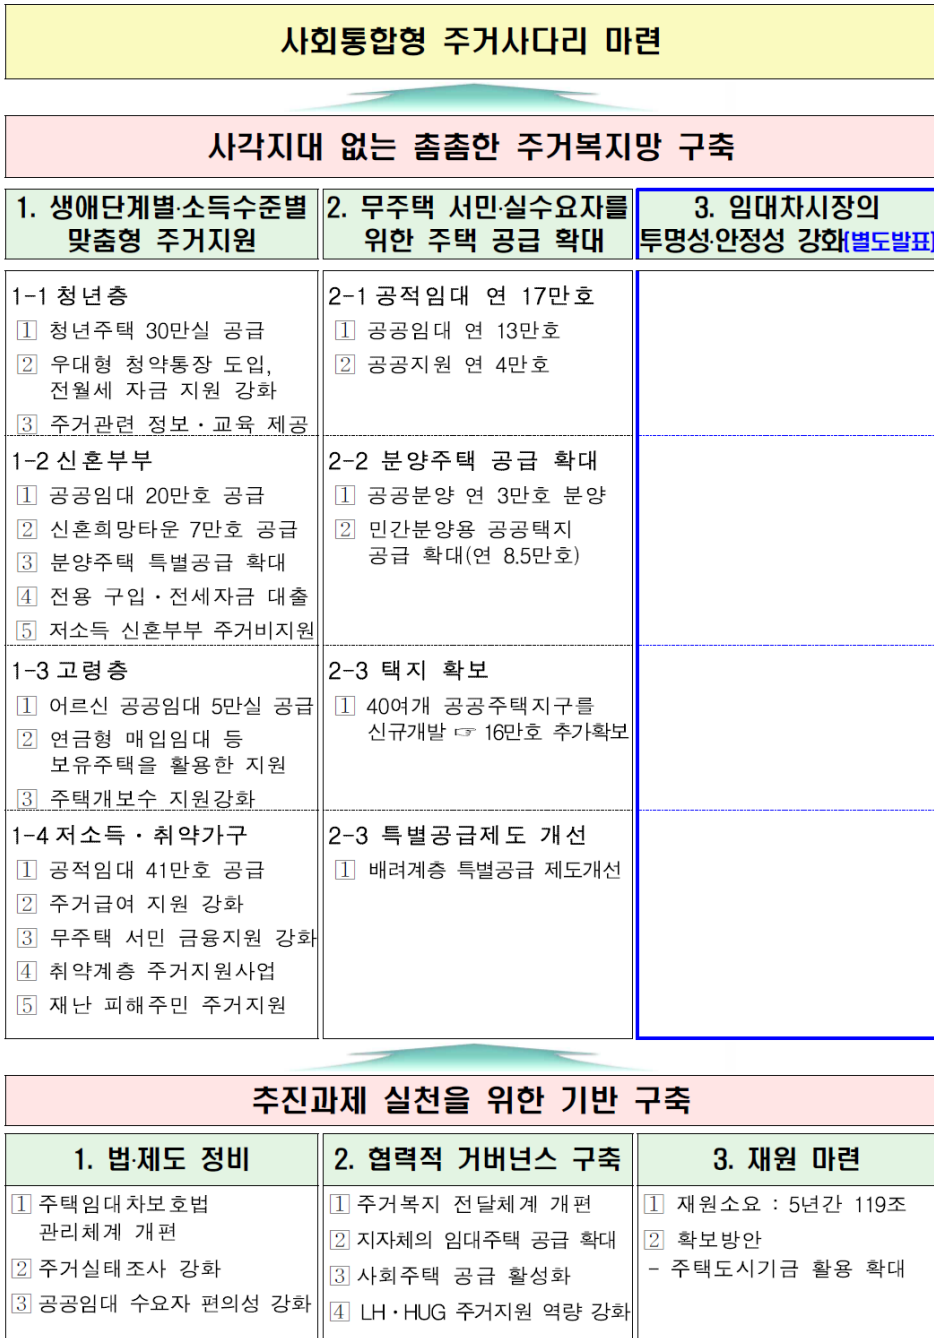 사회통합형 주거사다리 마련
사각지대 없는 촘촘한 주거복지망 구축
1. 생애단계별·소득수준별
맞춤형 주거지원
2. 무주택 서민·실수요자를
위한 주택 공급 확대
3. 임대차시장의
투명성·안정성 강화(별도발표)
1-1 청년층
1 청년주택 30만실 공급
2 우대형 청약통장 도입,
전월세 자금 지원 강화
3 주거관련 정보·교육 제공
2-1 공적임대 연 17만호
1 공공임대 연 13만호
2 공공지원 연 4만호
1-2 신혼부부
1 공공임대 20만호 공급
2 신혼희망타운 7만호 공급
3 분양주택 특별공급 확대
4 전용 구입·전세자금 대출
5 저소득 신혼부부 주거비지원
2-2 분양주택 공급 확대
1 공공분양 연 3만호 분양
2 민간분양용 공공택지
공급 확대(연 8.5만호)
1-3 고령층
1 어르신 공공임대 5만실 공급
2 연금형 매입임대 등
보유주택을 활용한 지원
3 주택개보수 지원강화
2-3 택지 확보
1 40여개 공공주택지구를
신규개발 ☞ 16만호 추가확보
1-4 저소득·취약가구
1 공적임대 41만호 공급
2 주거급여 지원 강화
3 무주택 서민 금융지원 강화
4 취약계층 주거지원사업
5 재난 피해주민 주거지원
2-3 특별공급제도 개선
1 배려계층 특별공급 제도개선
추진과제 실천을 위한 기반 구축
1. 법·제도 정비
2. 협력적 거버넌스 구축
3. 재원 마련
1 주택임대차보호법
관리체계 개편
2 주거실태조사 강화
3 공공임대 수요자 편의성 강화
1 주거복지 전달체계 개편
2 지자체의 임대주택 공급 확대
3 사회주택 공급 활성화
4 LH·HUG 주거지원 역량 강화
1 재원소요 : 5년간 119조
2 확보방안
- 주택도시기금 활용 확대